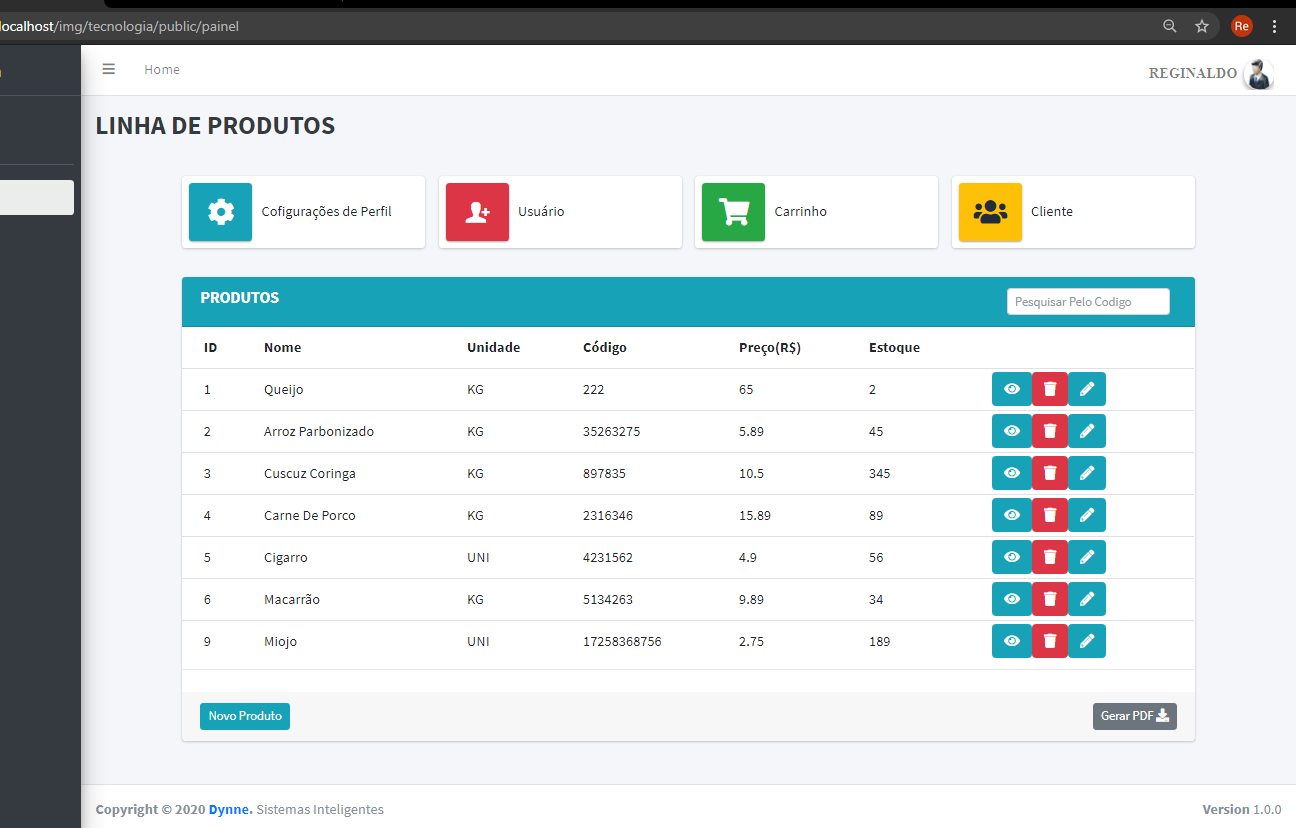 localhost/img/tecnologia/public/painel
Re
Home
REGINALDO
LINHA DE PRODUTOS
Cofigurações de Perfil
Usuário
Carrinho
Cliente
PRODUTOS
Pesquisar Pelo Codigo
ID Nome Unidade Código Preço(R$) Estoque
1 Queijo KG 222 65 2
2 Arroz Parbonizado KG 35263275 5.89 45
3 Cuscuz Coringa KG 897835 10.5 345
4 Carne De Porco KG 2316346 15.89 89
5 Cigarro UNI 4231562 4.9 56
6 Macarrão KG 5134263 9.89 34
9 Miojo UNI 17258368756 2.75 189
Novo Produto
Gerar PDF
Copyright © 2020 Dynne. Sistemas Inteligentes
Version 1.0.0